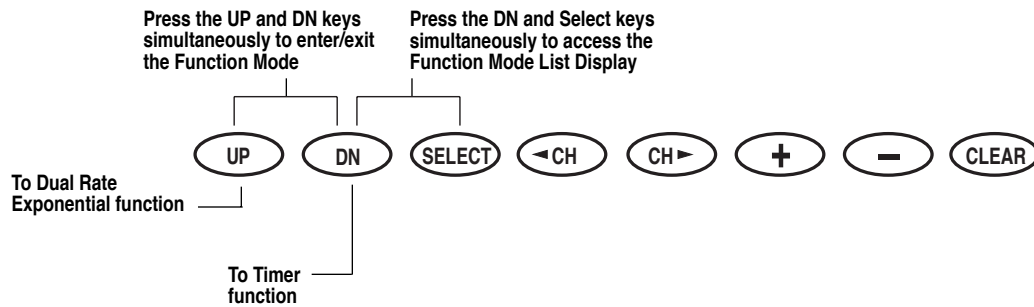 Press the UP and DN keys
simultaneously to enter/exit
the Function Mode
Press the DN and Select keys
simultaneously to access the
Function Mode List Display
UP
DN
SELECT
◄CH
CH►
+
−
CLEAR
To Dual Rate
Exponential function
To Timer
function